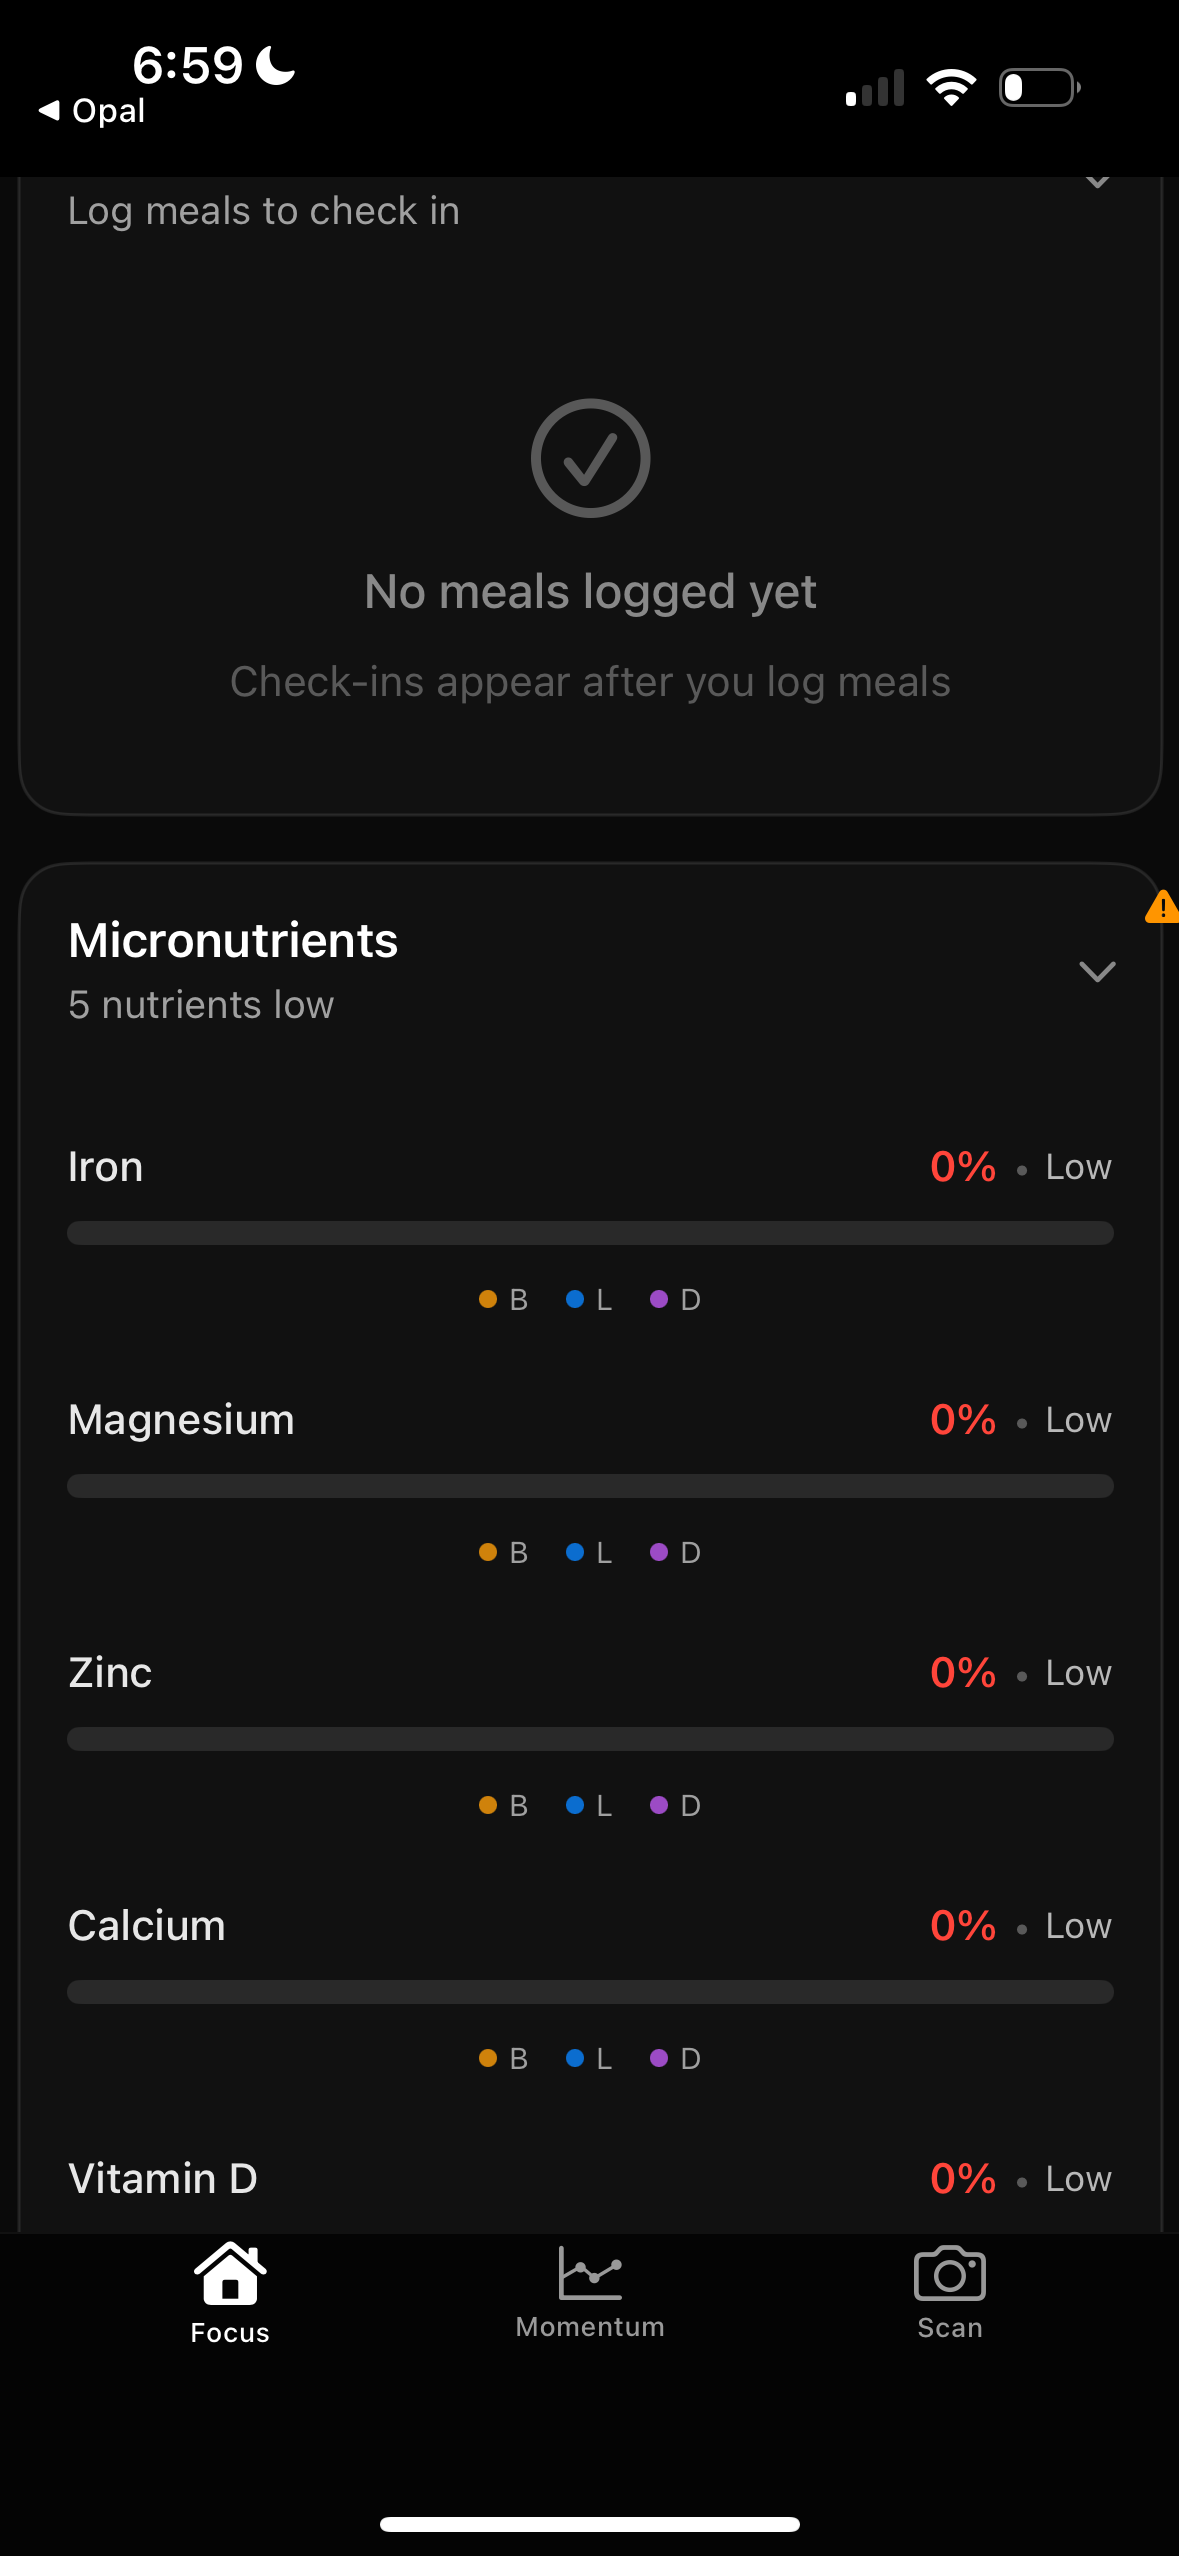 6:59
◀ Opal
Log meals to check in
No meals logged yet
Check-ins appear after you log meals
Micronutrients
5 nutrients low
Iron 0% • Low
B L D
Magnesium 0% • Low
B L D
Zinc 0% • Low
B L D
Calcium 0% • Low
B L D
Vitamin D 0% • Low
Focus Momentum Scan